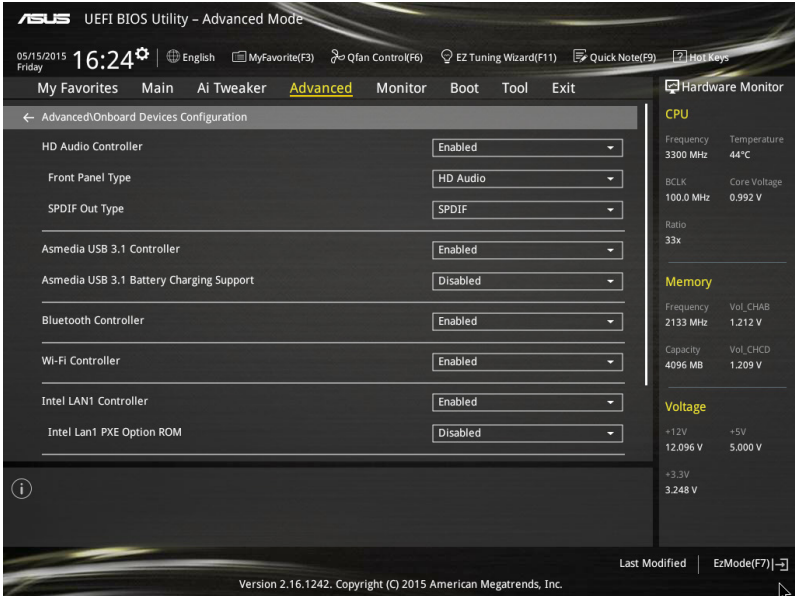 ASUS UEFI BIOS Utility – Advanced Mode
05/15/2015 Friday 16:24 English MyFavorite(F3) Qfan Control(F6) EZ Tuning Wizard(F11) Quick Note(F9) ? Hot Keys
My Favorites Main Ai Tweaker Advanced Monitor Boot Tool Exit
← Advanced\Onboard Devices Configuration
HD Audio Controller Enabled
Front Panel Type HD Audio
SPDIF Out Type SPDIF
Asmedia USB 3.1 Controller Enabled
Asmedia USB 3.1 Battery Charging Support Disabled
Bluetooth Controller Enabled
Wi-Fi Controller Enabled
Intel LAN1 Controller Enabled
Intel Lan1 PXE Option ROM Disabled
Hardware Monitor
CPU
Frequency Temperature
3300 MHz 44°C
BCLK Core Voltage
100.0 MHz 0.992 V
Ratio
33x
Memory
Frequency Vol_CHAB
2133 MHz 1.212 V
Capacity Vol_CHCD
4096 MB 1.209 V
Voltage
+12V +5V
12.096 V 5.000 V
+3.3V
3.248 V
Last Modified EzMode(F7)
Version 2.16.1242. Copyright (C) 2015 American Megatrends, Inc.